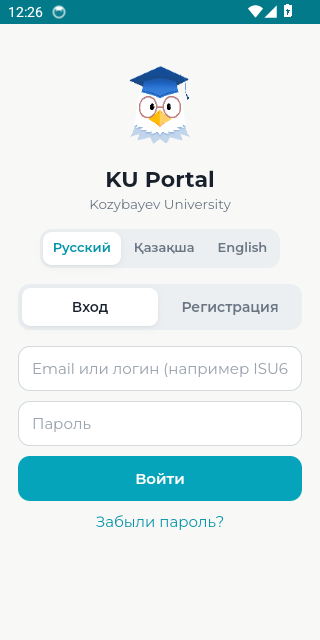 12:26
KU Portal
Kozybayev University
Русский Қазақша English
Вход Регистрация
Email или логин (например ISU6
Пароль
Войти
Забыли пароль?